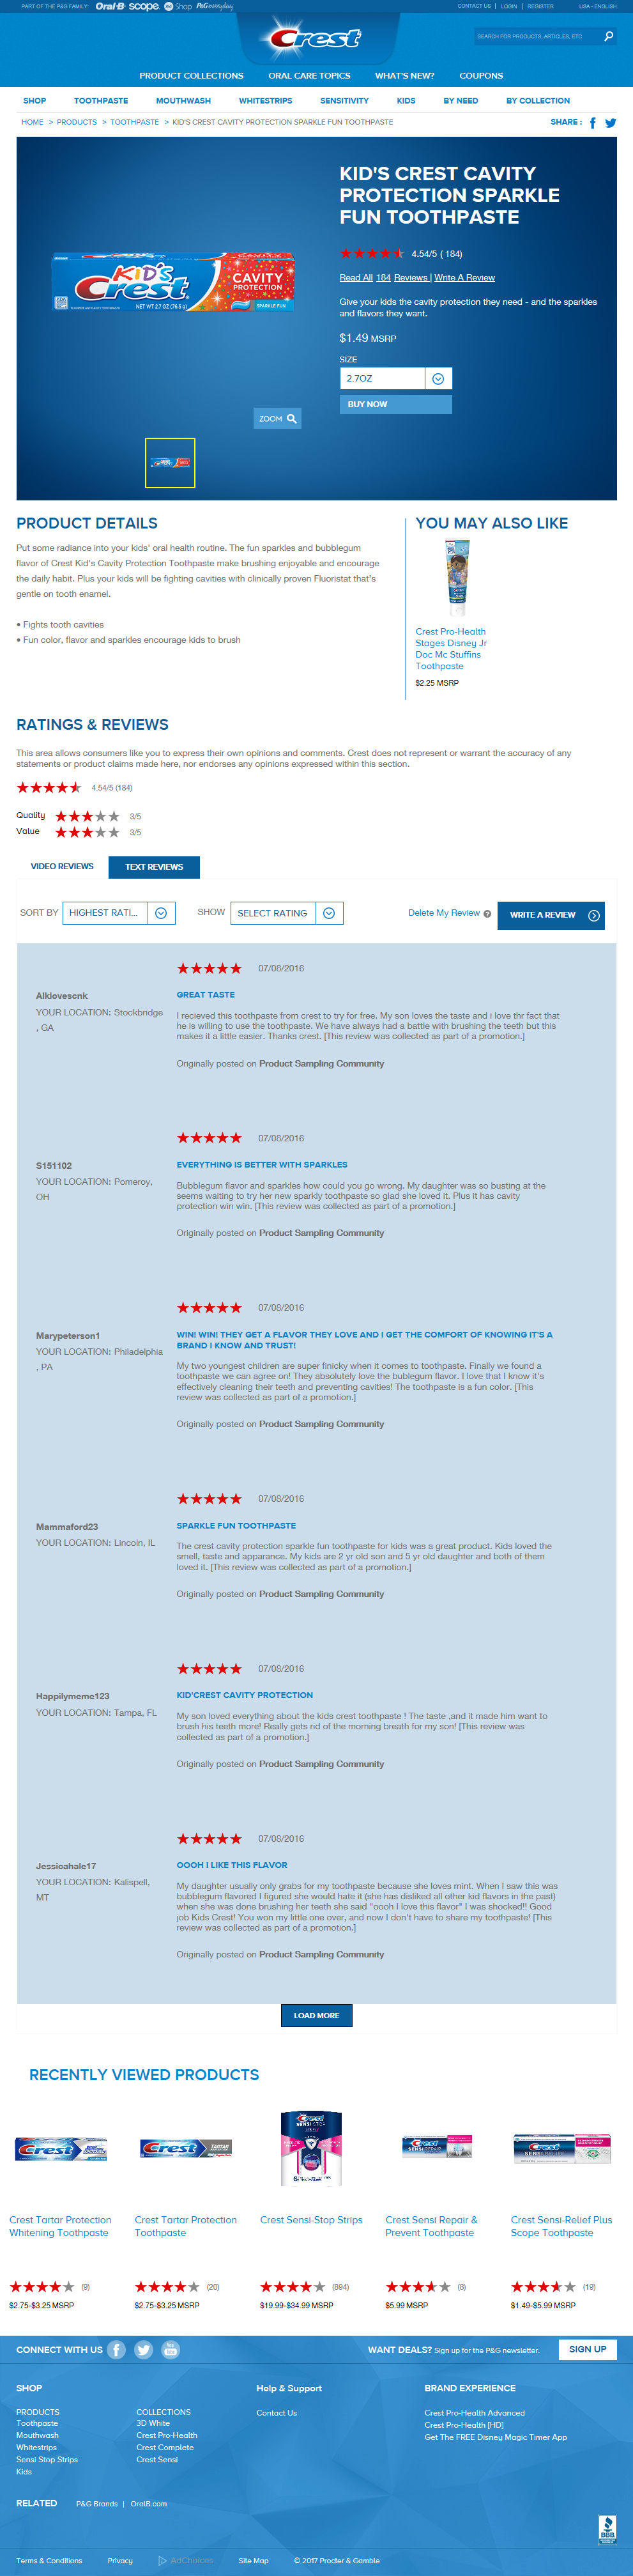 PART OF THE P&G FAMILY: Oral-B scope P&G Shop P&G everyday CONTACT US | LOGIN | REGISTER USA - ENGLISH
Crest
SEARCH FOR PRODUCTS, ARTICLES, ETC
PRODUCT COLLECTIONS ORAL CARE TOPICS WHAT'S NEW? COUPONS
SHOP TOOTHPASTE MOUTHWASH WHITESTRIPS SENSITIVITY KIDS BY NEED BY COLLECTION
HOME > PRODUCTS > TOOTHPASTE > KID'S CREST CAVITY PROTECTION SPARKLE FUN TOOTHPASTE SHARE :
KID'S CREST CAVITY
PROTECTION SPARKLE
FUN TOOTHPASTE
KID'S
Crest
CAVITY
PROTECTION
SPARKLE FUN
NET WT 2.7 OZ (76.5 g)
4.54/5 ( 184)
Read All 184 Reviews | Write A Review
Give your kids the cavity protection they need - and the sparkles
and flavors they want.
$1.49 MSRP
SIZE
2.7OZ
BUY NOW
ZOOM
PRODUCT DETAILS
Put some radiance into your kids' oral health routine. The fun sparkles and bubblegum
flavor of Crest Kid's Cavity Protection Toothpaste make brushing enjoyable and encourage
the daily habit. Plus your kids will be fighting cavities with clinically proven Fluoristat that's
gentle on tooth enamel.
• Fights tooth cavities
• Fun color, flavor and sparkles encourage kids to brush
YOU MAY ALSO LIKE
Crest Pro-Health
Stages Disney Jr
Doc Mc Stuffins
Toothpaste
$2.25 MSRP
RATINGS & REVIEWS
This area allows consumers like you to express their own opinions and comments. Crest does not represent or warrant the accuracy of any
statements or product claims made here, nor endorses any opinions expressed within this section.
4.54/5 (184)
Quality 3/5
Value 3/5
VIDEO REVIEWS TEXT REVIEWS
SORT BY HIGHEST RATI... SHOW SELECT RATING Delete My Review ? WRITE A REVIEW
07/08/2016
Alklovescnk
YOUR LOCATION: Stockbridge
, GA
GREAT TASTE
I recieved this toothpaste from crest to try for free. My son loves the taste and i love thr fact that
he is willing to use the toothpaste. We have always had a battle with brushing the teeth but this
makes it a little easier. Thanks crest. [This review was collected as part of a promotion.]
Originally posted on Product Sampling Community
07/08/2016
S151102
YOUR LOCATION: Pomeroy,
OH
EVERYTHING IS BETTER WITH SPARKLES
Bubblegum flavor and sparkles how could you go wrong. My daughter was so busting at the
seems waiting to try her new sparkly toothpaste so glad she loved it. Plus it has cavity
protection win win. [This review was collected as part of a promotion.]
Originally posted on Product Sampling Community
07/08/2016
Marypeterson1
YOUR LOCATION: Philadelphia
, PA
WIN! WIN! THEY GET A FLAVOR THEY LOVE AND I GET THE COMFORT OF KNOWING IT'S A
BRAND I KNOW AND TRUST!
My two youngest children are super finicky when it comes to toothpaste. Finally we found a
toothpaste we can agree on! They absolutely love the bublegum flavor. I love that I know it's
effectively cleaning their teeth and preventing cavities! The toothpaste is a fun color. [This
review was collected as part of a promotion.]
Originally posted on Product Sampling Community
07/08/2016
Mammaford23
YOUR LOCATION: Lincoln, IL
SPARKLE FUN TOOTHPASTE
The crest cavity protection sparkle fun toothpaste for kids was a great product. Kids loved the
smell, taste and apparance. My kids are 2 yr old son and 5 yr old daughter and both of them
loved it. [This review was collected as part of a promotion.]
Originally posted on Product Sampling Community
07/08/2016
Happilymeme123
YOUR LOCATION: Tampa, FL
KID'CREST CAVITY PROTECTION
My son loved everything about the kids crest toothpaste ! The taste ,and it made him want to
brush his teeth more! Really gets rid of the morning breath for my son! [This review was
collected as part of a promotion.]
Originally posted on Product Sampling Community
07/08/2016
Jessicahale17
YOUR LOCATION: Kalispell,
MT
OOOH I LIKE THIS FLAVOR
My daughter usually only grabs for my toothpaste because she loves mint. When I saw this was
bubblegum flavored I figured she would hate it (she has disliked all other kid flavors in the past)
when she was done brushing her teeth she said "oooh I love this flavor" I was shocked!! Good
job Kids Crest! You won my little one over, and now I don't have to share my toothpaste! [This
review was collected as part of a promotion.]
Originally posted on Product Sampling Community
LOAD MORE
RECENTLY VIEWED PRODUCTS
Crest Tartar Protection
Whitening Toothpaste
(9)
$2.75-$3.25 MSRP
Crest Tartar Protection
Toothpaste
(20)
$2.75-$3.25 MSRP
Crest Sensi-Stop Strips
(894)
$19.99-$34.99 MSRP
Crest Sensi Repair &
Prevent Toothpaste
(8)
$5.99 MSRP
Crest Sensi-Relief Plus
Scope Toothpaste
(19)
$1.49-$5.99 MSRP
CONNECT WITH US WANT DEALS? Sign up for the P&G newsletter. SIGN UP
SHOP
PRODUCTS
Toothpaste
Mouthwash
Whitestrips
Sensi Stop Strips
Kids
COLLECTIONS
3D White
Crest Pro-Health
Crest Complete
Crest Sensi
Help & Support
Contact Us
BRAND EXPERIENCE
Crest Pro-Health Advanced
Crest Pro-Health [HD]
Get The FREE Disney Magic Timer App
RELATED P&G Brands | OralB.com
BBB
Terms & Conditions Privacy AdChoices Site Map © 2017 Procter & Gamble